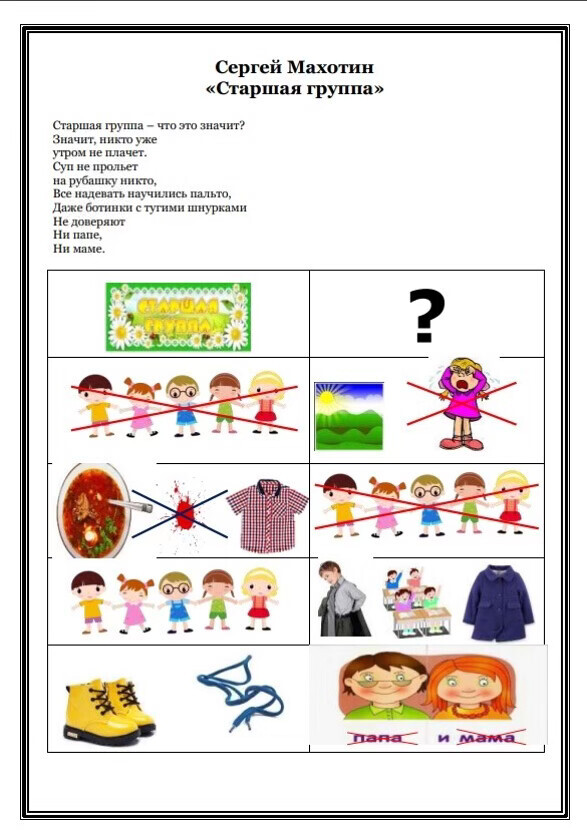 Сергей Махотин
«Старшая группа»
Старшая группа – что это значит?
Значит, никто уже
утром не плачет.
Суп не прольет
на рубашку никто,
Все надевать научились пальто,
Даже ботинки с тугими шнурками
Не доверяют
Ни папе,
Ни маме.
СТАРШАЯ
ГРУППА
?
папа и мама